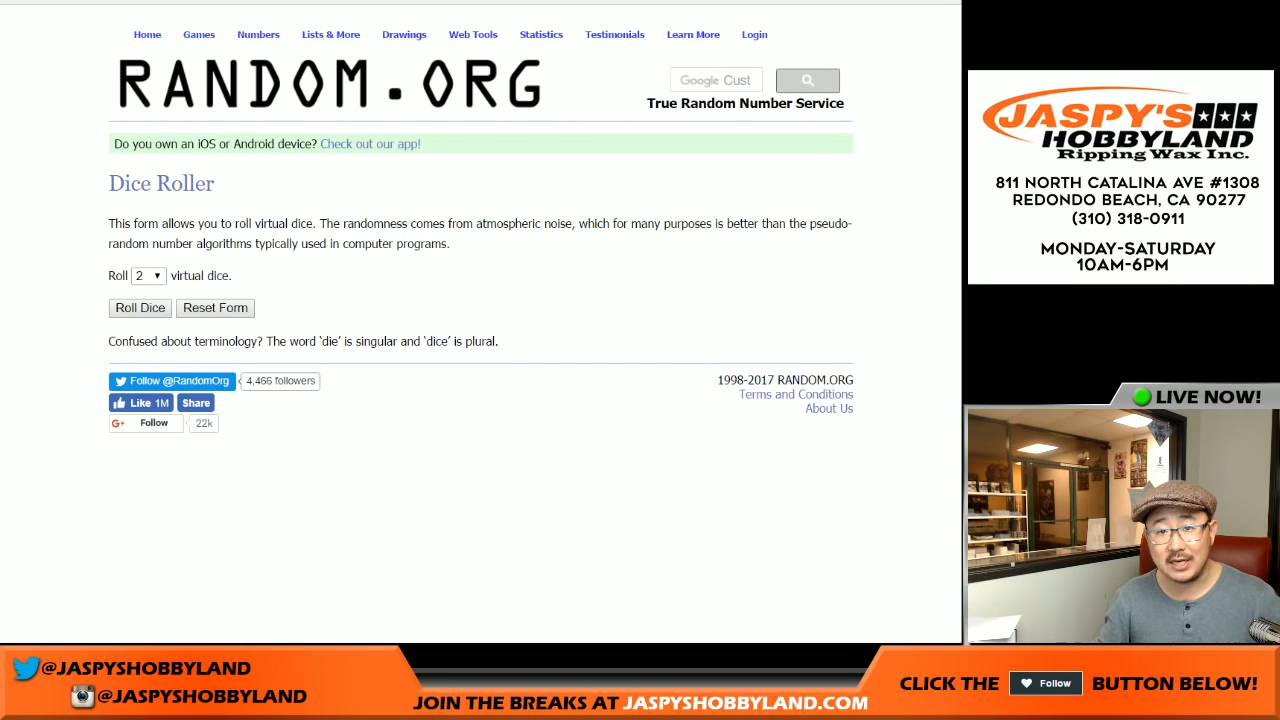 Home Games Numbers Lists & More Drawings Web Tools Statistics Testimonials Learn More Login
RANDOM.ORG
Google Cust
True Random Number Service
Do you own an iOS or Android device? Check out our app!
Dice Roller
This form allows you to roll virtual dice. The randomness comes from atmospheric noise, which for many purposes is better than the pseudo-
random number algorithms typically used in computer programs.
Roll 2 virtual dice.
Roll Dice Reset Form
Confused about terminology? The word ‘die’ is singular and ‘dice’ is plural.
Follow @RandomOrg 4,466 followers
Like 1M Share
G+ Follow 22k
1998-2017 RANDOM.ORG
Terms and Conditions
About Us
JASPY'S
HOBBYLAND
Ripping Wax Inc.
811 NORTH CATALINA AVE #1308
REDONDO BEACH, CA 90277
(310) 318-0911
MONDAY-SATURDAY
10AM-6PM
LIVE NOW!
@JASPYSHOBBYLAND
@JASPYSHOBBYLAND
JOIN THE BREAKS AT JASPYSHOBBYLAND.COM
CLICK THE Follow BUTTON BELOW!